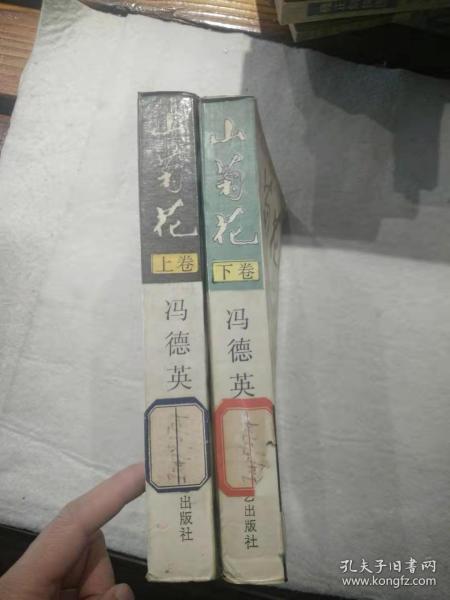 山菊花
上卷
冯德英
出版社
山菊花
下卷
冯德英
出版社
孔夫子旧书网
www.kongfz.com